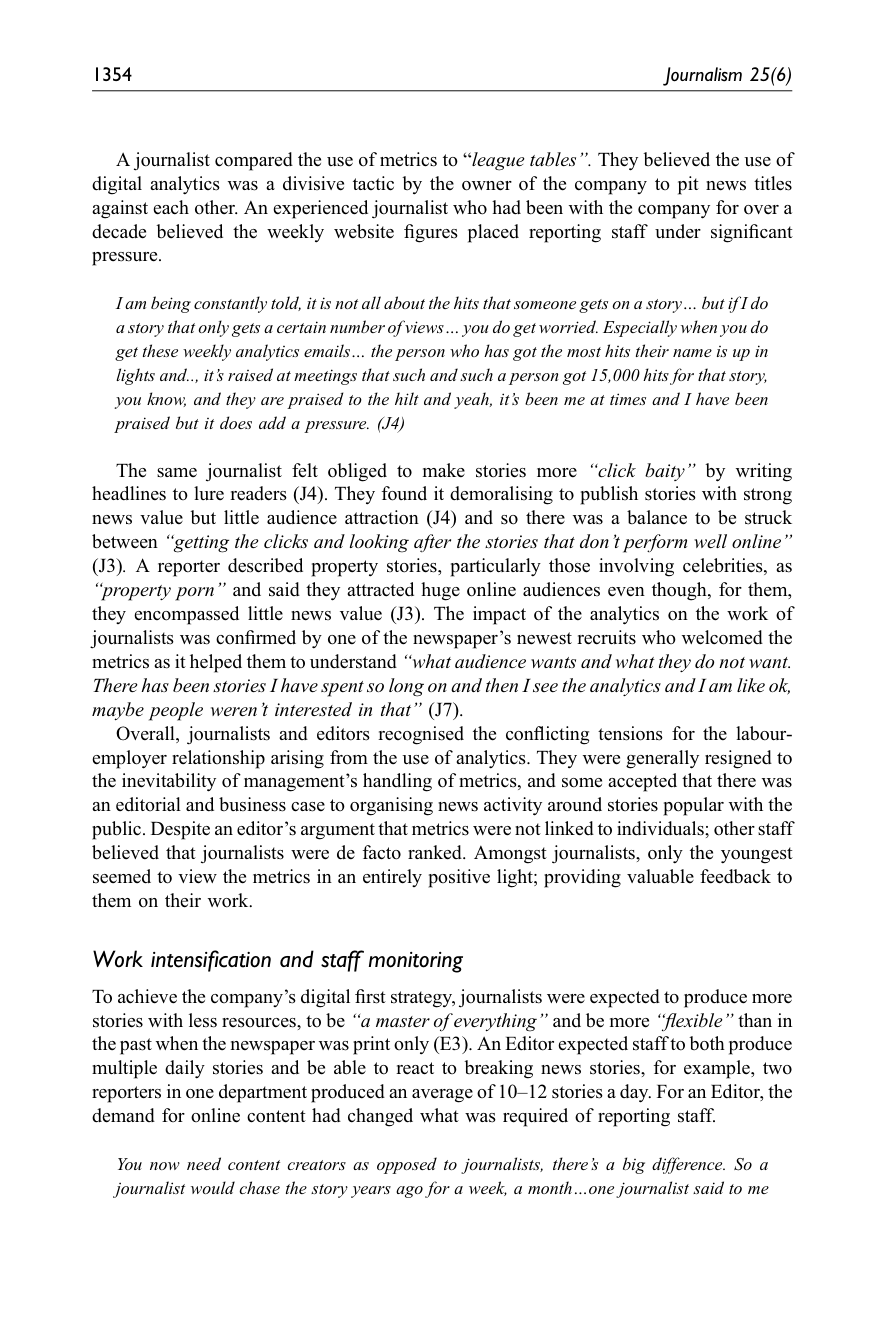 1354
Journalism 25(6)
A journalist compared the use of metrics to “league tables”. They believed the use of
digital analytics was a divisive tactic by the owner of the company to pit news titles
against each other. An experienced journalist who had been with the company for over a
decade believed the weekly website figures placed reporting staff under significant
pressure.
I am being constantly told, it is not all about the hits that someone gets on a story… but if I do
a story that only gets a certain number of views… you do get worried. Especially when you do
get these weekly analytics emails… the person who has got the most hits their name is up in
lights and.., it’s raised at meetings that such and such a person got 15,000 hits for that story,
you know, and they are praised to the hilt and yeah, it’s been me at times and I have been
praised but it does add a pressure. (J4)
The same journalist felt obliged to make stories more “click baity” by writing
headlines to lure readers (J4). They found it demoralising to publish stories with strong
news value but little audience attraction (J4) and so there was a balance to be struck
between “getting the clicks and looking after the stories that don’t perform well online”
(J3). A reporter described property stories, particularly those involving celebrities, as
“property porn” and said they attracted huge online audiences even though, for them,
they encompassed little news value (J3). The impact of the analytics on the work of
journalists was confirmed by one of the newspaper’s newest recruits who welcomed the
metrics as it helped them to understand “what audience wants and what they do not want.
There has been stories I have spent so long on and then I see the analytics and I am like ok,
maybe people weren’t interested in that” (J7).
Overall, journalists and editors recognised the conflicting tensions for the labour-
employer relationship arising from the use of analytics. They were generally resigned to
the inevitability of management’s handling of metrics, and some accepted that there was
an editorial and business case to organising news activity around stories popular with the
public. Despite an editor’s argument that metrics were not linked to individuals; other staff
believed that journalists were de facto ranked. Amongst journalists, only the youngest
seemed to view the metrics in an entirely positive light; providing valuable feedback to
them on their work.
Work intensification and staff monitoring
To achieve the company’s digital first strategy, journalists were expected to produce more
stories with less resources, to be “a master of everything” and be more “flexible” than in
the past when the newspaper was print only (E3). An Editor expected staff to both produce
multiple daily stories and be able to react to breaking news stories, for example, two
reporters in one department produced an average of 10–12 stories a day. For an Editor, the
demand for online content had changed what was required of reporting staff.
You now need content creators as opposed to journalists, there’s a big difference. So a
journalist would chase the story years ago for a week, a month…one journalist said to me